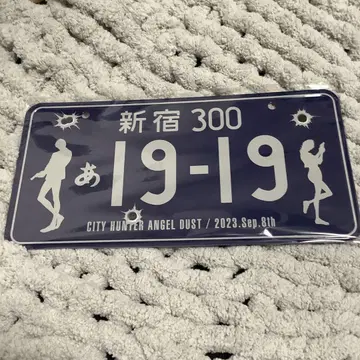 新宿 300
あ 19-19
CITY HUNTER ANGEL DUST / 2023.Sep.8th